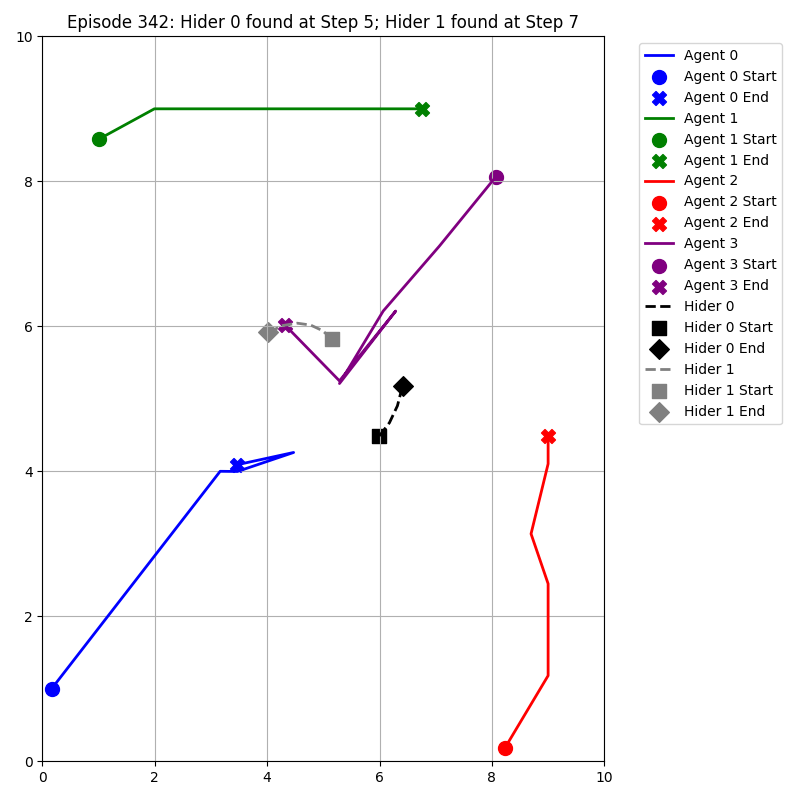 Episode 342: Hider 0 found at Step 5; Hider 1 found at Step 7
10
8
6
4
2
0
0 2 4 6 8 10
Agent 0
Agent 0 Start
Agent 0 End
Agent 1
Agent 1 Start
Agent 1 End
Agent 2
Agent 2 Start
Agent 2 End
Agent 3
Agent 3 Start
Agent 3 End
Hider 0
Hider 0 Start
Hider 0 End
Hider 1
Hider 1 Start
Hider 1 End